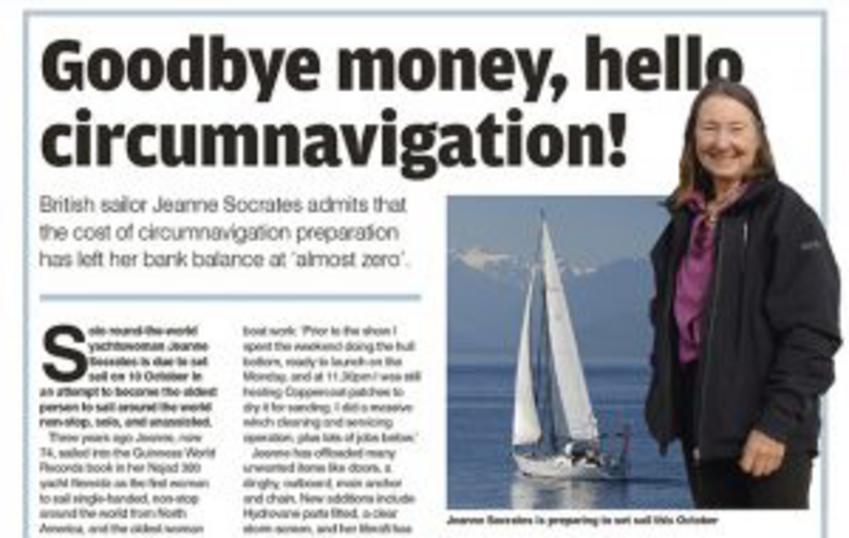 Goodbye money, hello
circumnavigation!
British sailor Jeanne Socrates admits that
the cost of circumnavigation preparation
has left her bank balance at ‘almost zero’.
Solo round-the-world
yachtswoman Jeanne
Socrates is due to set
sail on 10 October in
an attempt to become the oldest
person to sail around the world
non-stop, solo, and unassisted.
Three years ago Jeanne, now
74, sailed into the Guinness World
Records book in her Najad 380
yacht Nereida as the first woman
to sail single-handed, non-stop
around the world from North
America, and the oldest woman
boat work: ‘Prior to the show I
spent the weekend doing the hull
bottom, ready to launch on the
Monday, and at 11.30pm I was still
heating Coppercoat patches to
dry it for sanding. I did a massive
winch cleaning and servicing
operation, plus lots of jobs below.’
Jeanne has offloaded many
unwanted items like doors, a
dinghy, outboard, main anchor
and chain. New additions include
Hydrovane parts fitted, a clear
storm screen, and her liferaft has
Jeanne Socrates is preparing to set sail this October